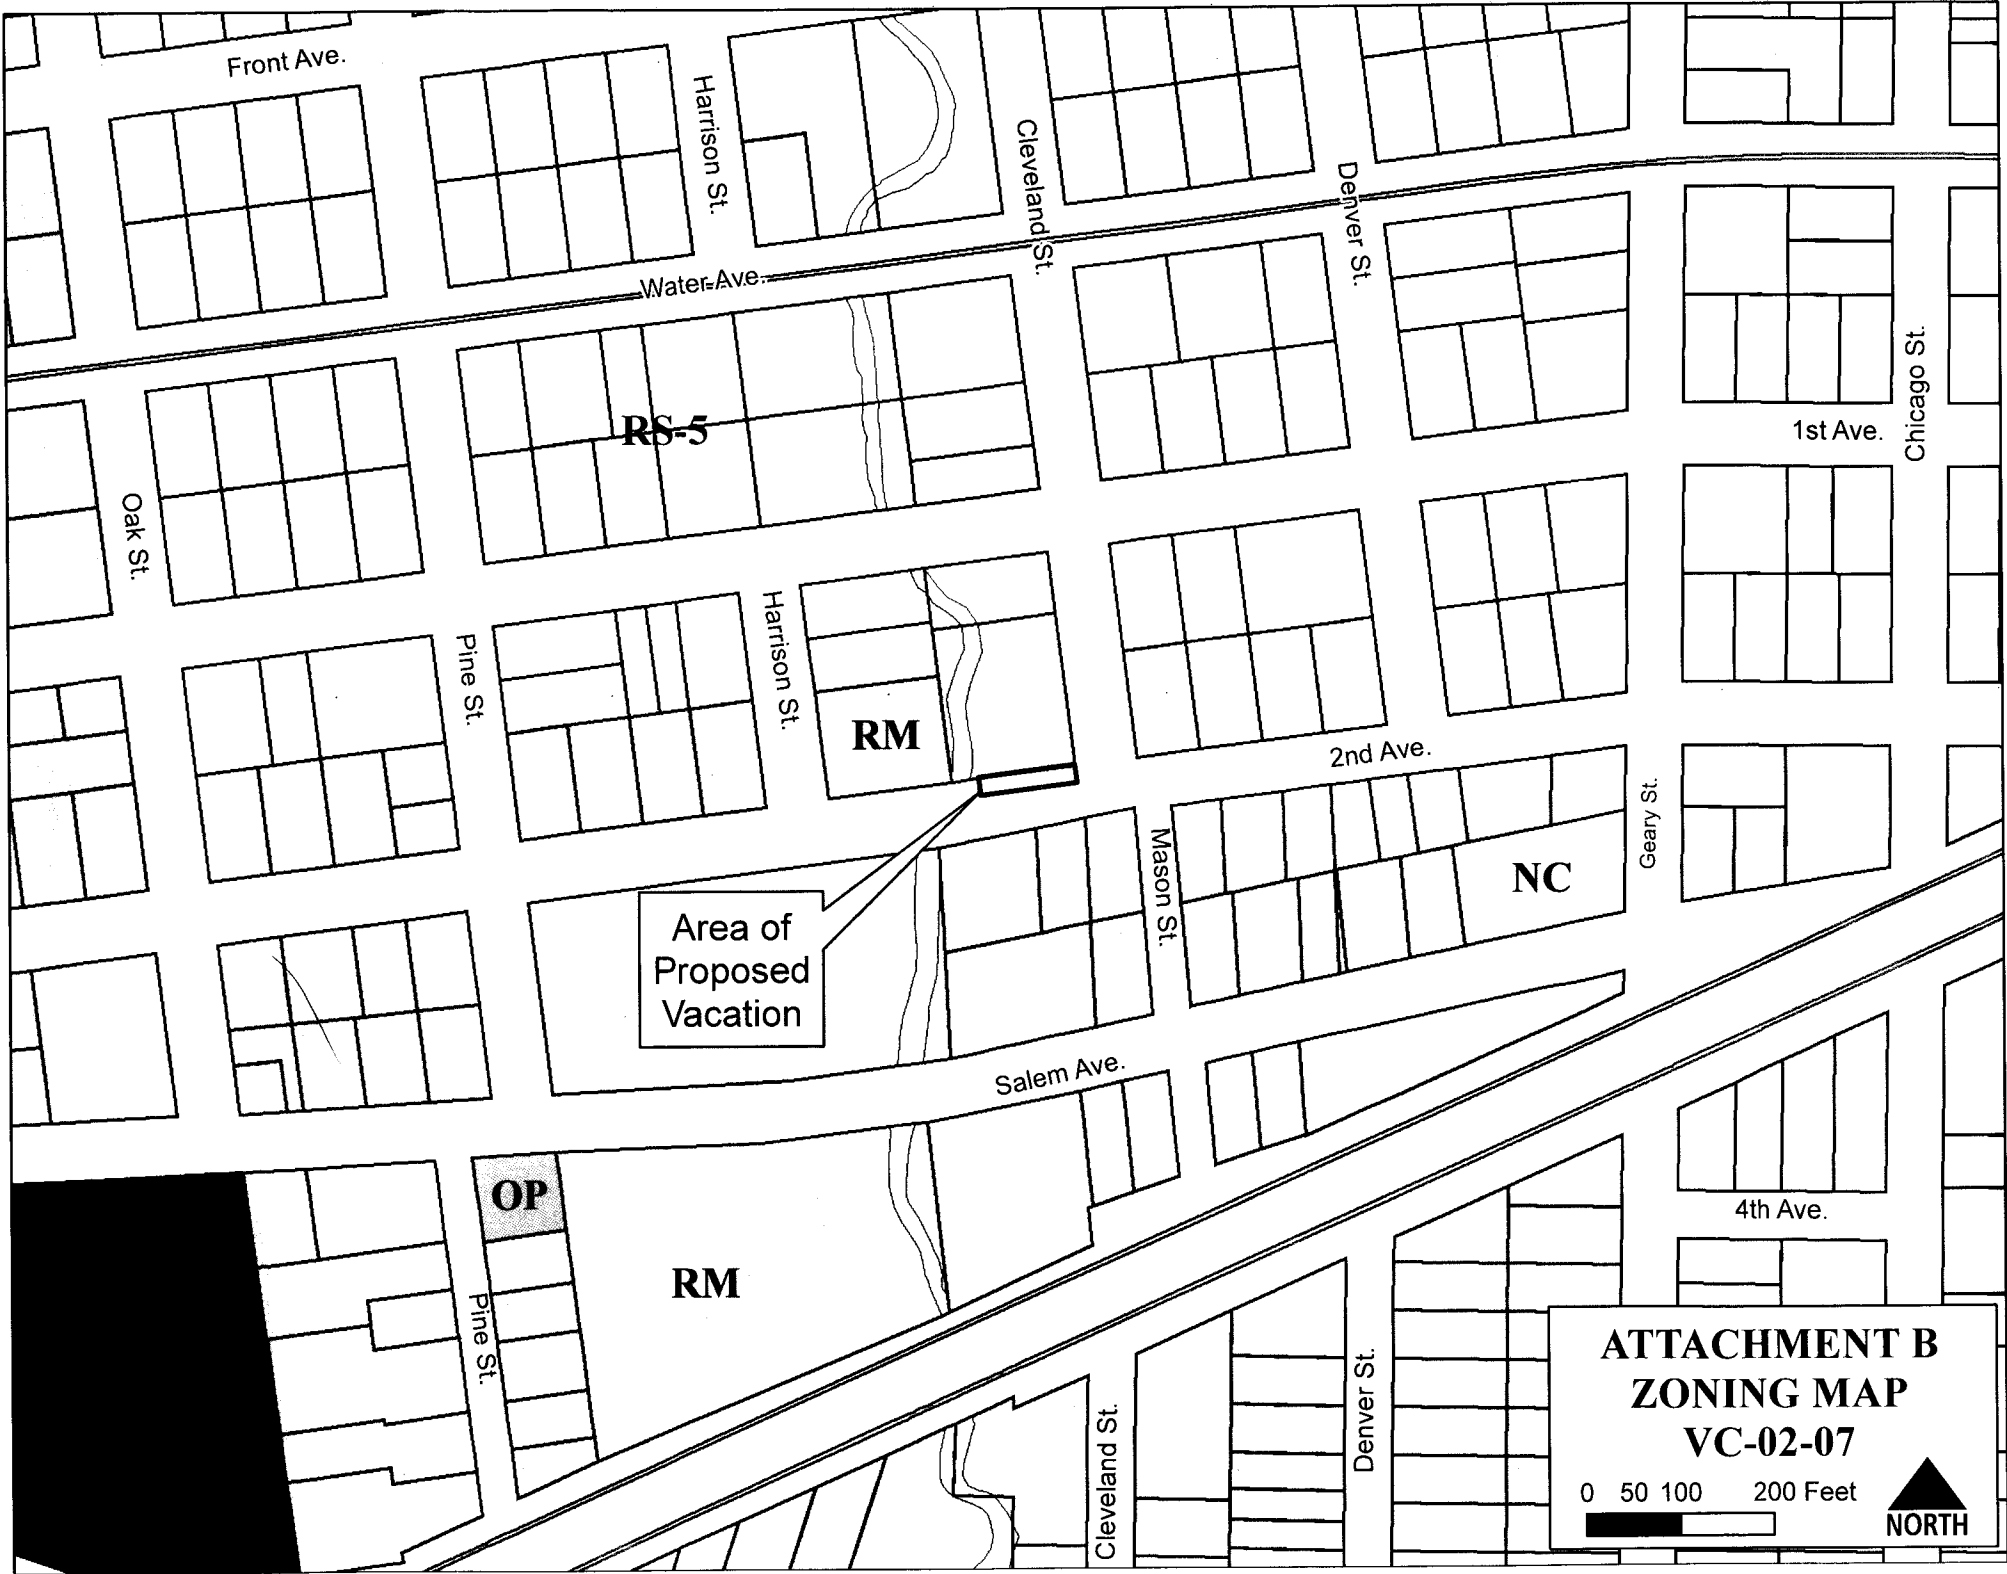 Front Ave.
Harrison St.
Cleveland St.
Denver St.
Water Ave.
Chicago St.
1st Ave.
RS-5
Oak St.
Pine St.
Harrison St.
RM
2nd Ave.
Geary St.
Mason St.
NC
Area of
Proposed
Vacation
Salem Ave.
OP
4th Ave.
RM
Pine St.
Cleveland St.
Denver St.
ATTACHMENT B
ZONING MAP
VC-02-07
0 50 100 200 Feet
NORTH